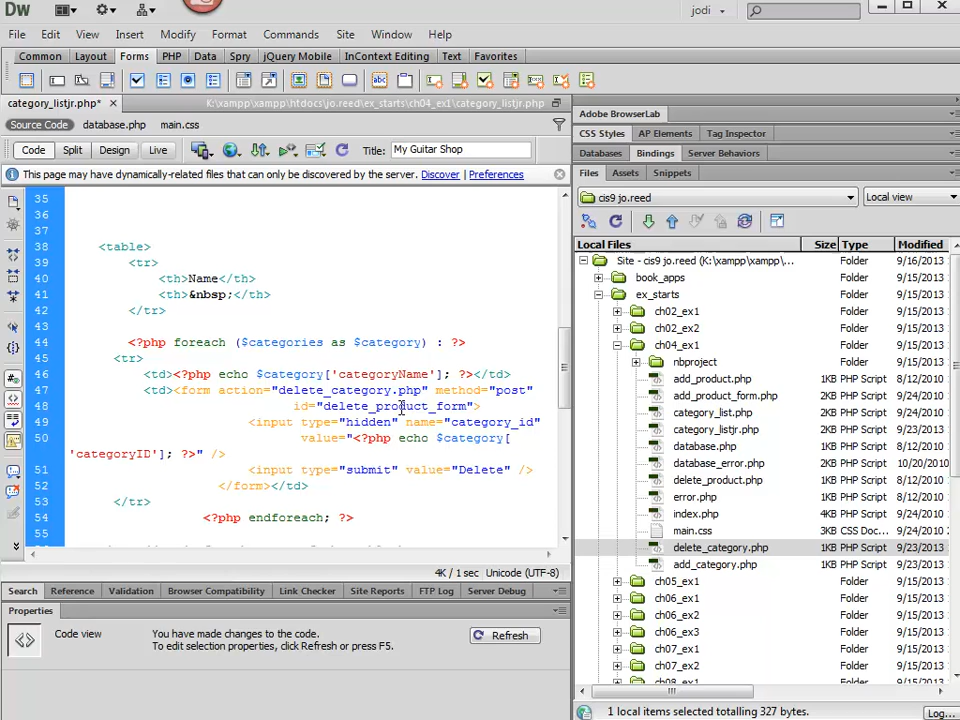 Dw
jodi
File Edit View Insert Modify Format Commands Site Window Help
Common Layout Forms PHP Data Spry jQuery Mobile InContext Editing Text Favorites
category_listjr.php* K:\xampp\xampp\htdocs\jo.reed\ex_starts\ch04_ex1\category_listjr.php
Source Code database.php main.css
Code Split Design Live Title: My Guitar Shop
This page may have dynamically-related files that can only be discovered by the server. Discover | Preferences
35
36
37
38 <table>
39 <tr>
40 <th>Name</th>
41 <th>&nbsp;</th>
42 </tr>
43
44 <?php foreach ($categories as $category) : ?>
45 <tr>
46 <td><?php echo $category['categoryName']; ?></td>
47 <td><form action="delete_category.php" method="post"
48 id="delete_product_form">
49 <input type="hidden" name="category_id"
50 value="<?php echo $category[
'categoryID']; ?>" />
51 <input type="submit" value="Delete" />
52 </form></td>
53 </tr>
54 <?php endforeach; ?>
55
4K / 1 sec Unicode (UTF-8)
Search Reference Validation Browser Compatibility Link Checker Site Reports FTP Log Server Debug
Properties
Code view You have made changes to the code.
To edit selection properties, click Refresh or press F5.
Refresh
Adobe BrowserLab
CSS Styles AP Elements Tag Inspector
Databases Bindings Server Behaviors
Files Assets Snippets
cis9 jo.reed Local view
Local Files Size Type Modified
Site - cis9 jo.reed (K:\xampp\xampp\... Folder 9/16/2013
book_apps Folder 9/15/2013
ex_starts Folder 9/15/2013
ch02_ex1 Folder 9/15/2013
ch02_ex2 Folder 9/15/2013
ch04_ex1 Folder 9/23/2013
nbproject Folder 9/15/2013
add_product.php 1KB PHP Script 9/24/2010
add_product_form.php 2KB PHP Script 9/24/2010
category_list.php 2KB PHP Script 9/24/2010
category_listjr.php 2KB PHP Script 9/23/2013
database.php 1KB PHP Script 9/8/2010
database_error.php 1KB PHP Script 10/20/2010
delete_product.php 1KB PHP Script 9/8/2010
error.php 1KB PHP Script 9/8/2010
index.php 2KB PHP Script 9/24/2010
main.css 3KB CSS Doc... 9/24/2010
delete_category.php 1KB PHP Script 9/23/2013
add_category.php 1KB PHP Script 9/23/2013
ch05_ex1 Folder 9/15/2013
ch06_ex1 Folder 9/15/2013
ch06_ex2 Folder 9/15/2013
ch06_ex3 Folder 9/15/2013
ch07_ex1 Folder 9/15/2013
ch07_ex2 Folder 9/15/2013
ch08_ex1 Folder 9/15/2013
1 local items selected totalling 327 bytes. Log...